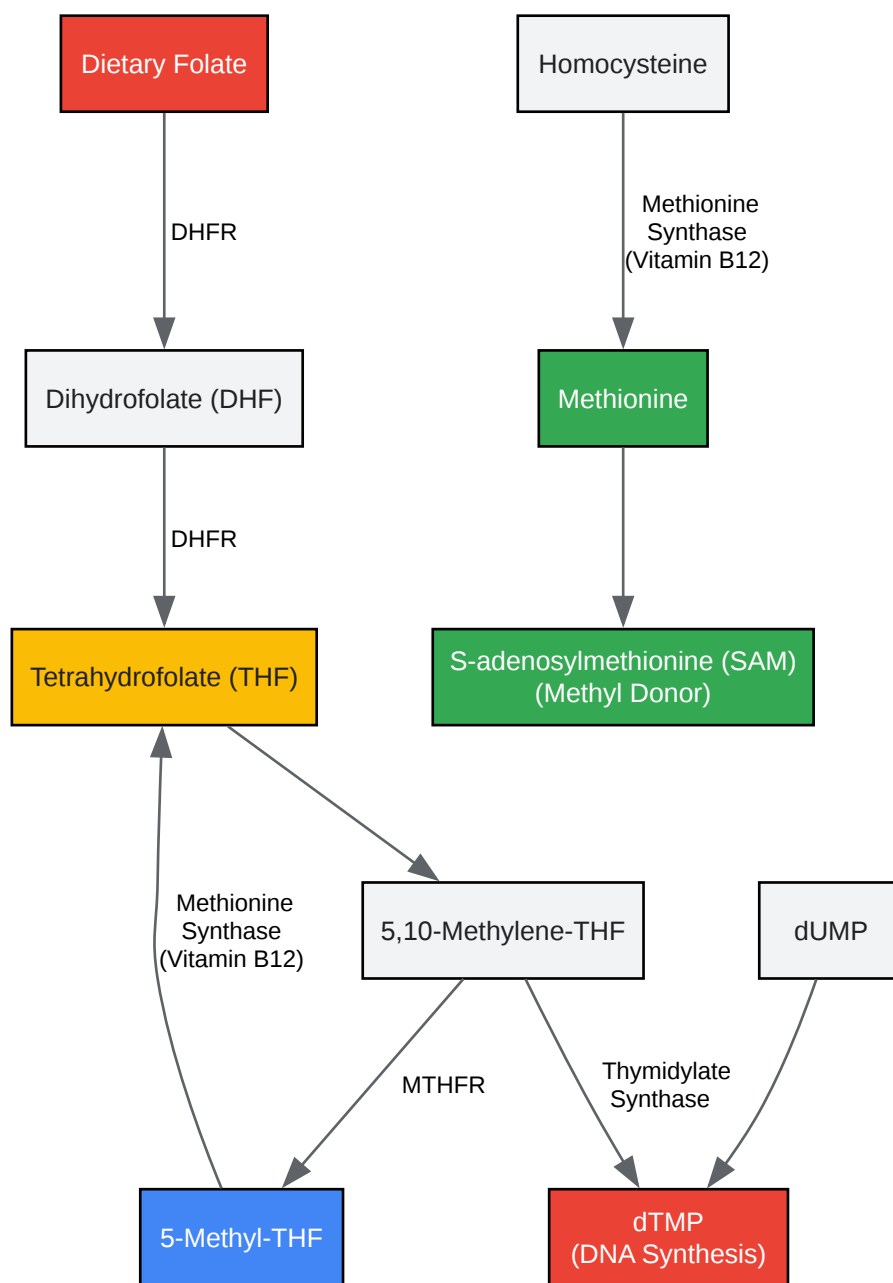 Dietary Folate
Homocysteine
DHFR
Methionine
Synthase
(Vitamin B12)
Dihydrofolate (DHF)
Methionine
DHFR
Tetrahydrofolate (THF)
S-adenosylmethionine (SAM)
(Methyl Donor)
Methionine
Synthase
(Vitamin B12)
5,10-Methylene-THF
dUMP
MTHFR
Thymidylate
Synthase
5-Methyl-THF
dTMP
(DNA Synthesis)